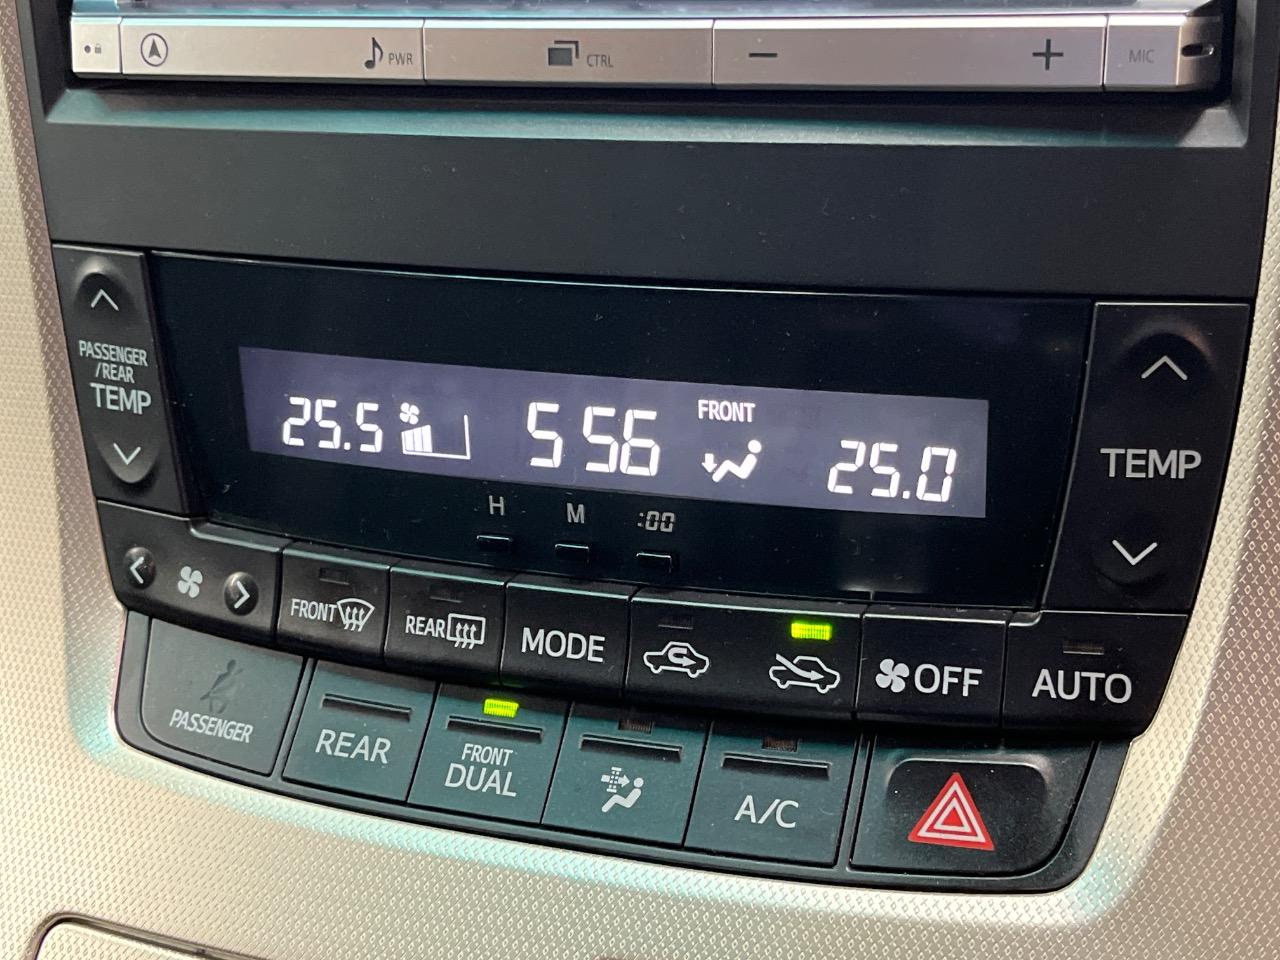 PWR
CTRL
− +
MIC
PASSENGER
/REAR
TEMP
25.5
5 56
FRONT
25.0
TEMP
H
M
:00
FRONT
REAR
MODE
OFF
AUTO
PASSENGER
REAR
FRONT
DUAL
A/C